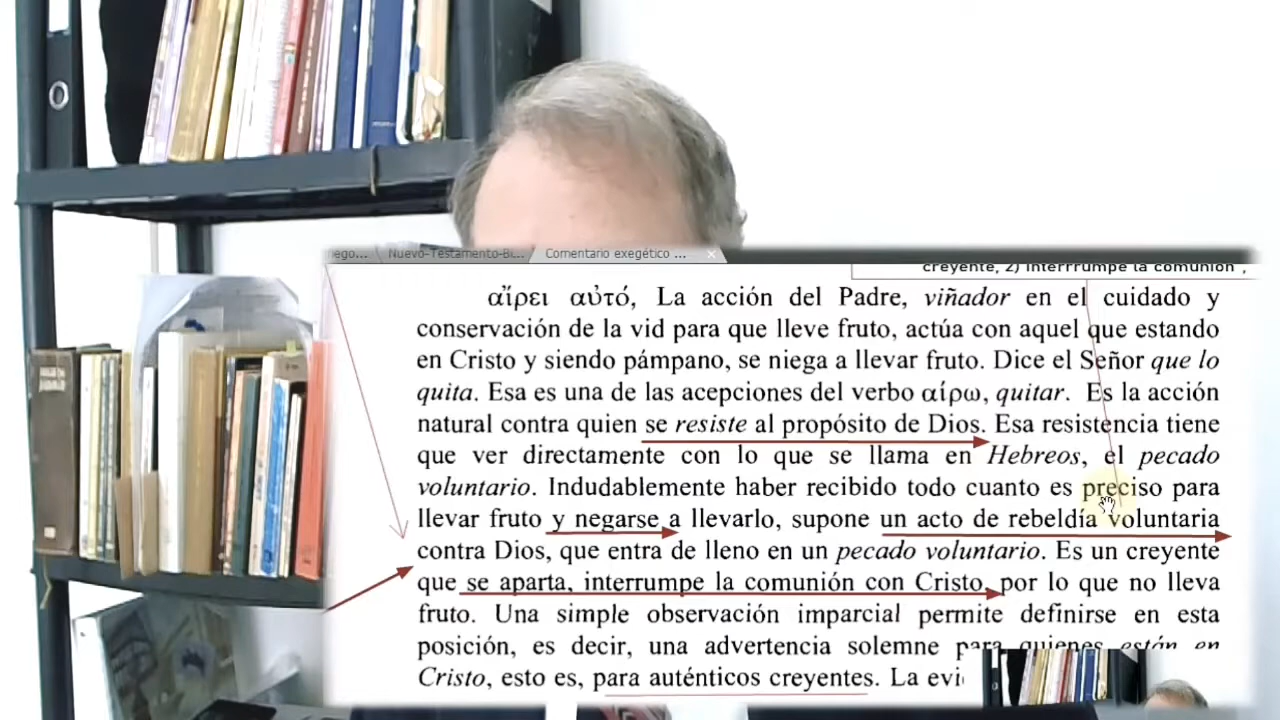 ego... Nuevo-Testamento-Bi... Comentario exegético ... ×
creyente, 2) interrrumpe la comunión ,
αἴρει αὐτό, La acción del Padre, viñador en el cuidado y
conservación de la vid para que lleve fruto, actúa con aquel que estando
en Cristo y siendo pámpano, se niega a llevar fruto. Dice el Señor que lo
quita. Esa es una de las acepciones del verbo αίρω, quitar. Es la acción
natural contra quien se resiste al propósito de Dios. Esa resistencia tiene
que ver directamente con lo que se llama en Hebreos, el pecado
voluntario. Indudablemente haber recibido todo cuanto es preciso para
llevar fruto y negarse a llevarlo, supone un acto de rebeldía voluntaria
contra Dios, que entra de lleno en un pecado voluntario. Es un creyente
que se aparta, interrumpe la comunión con Cristo, por lo que no lleva
fruto. Una simple observación imparcial permite definirse en esta
posición, es decir, una advertencia solemne para quienes están en
Cristo, esto es, para auténticos creyentes. La evi